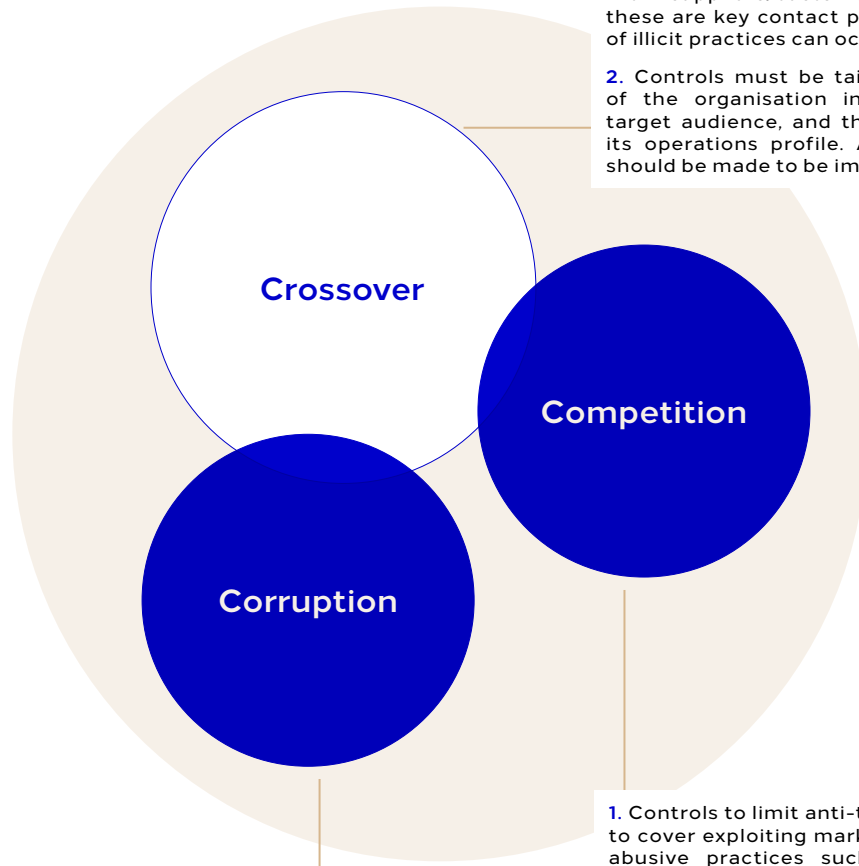 these are key contact p
of illicit practices can oc
2. Controls must be tai
of the organisation in
target audience, and th
its operations profile. A
should be made to be im
Crossover
Competition
Corruption
1. Controls to limit anti-t
to cover exploiting mark
abusive practices suc